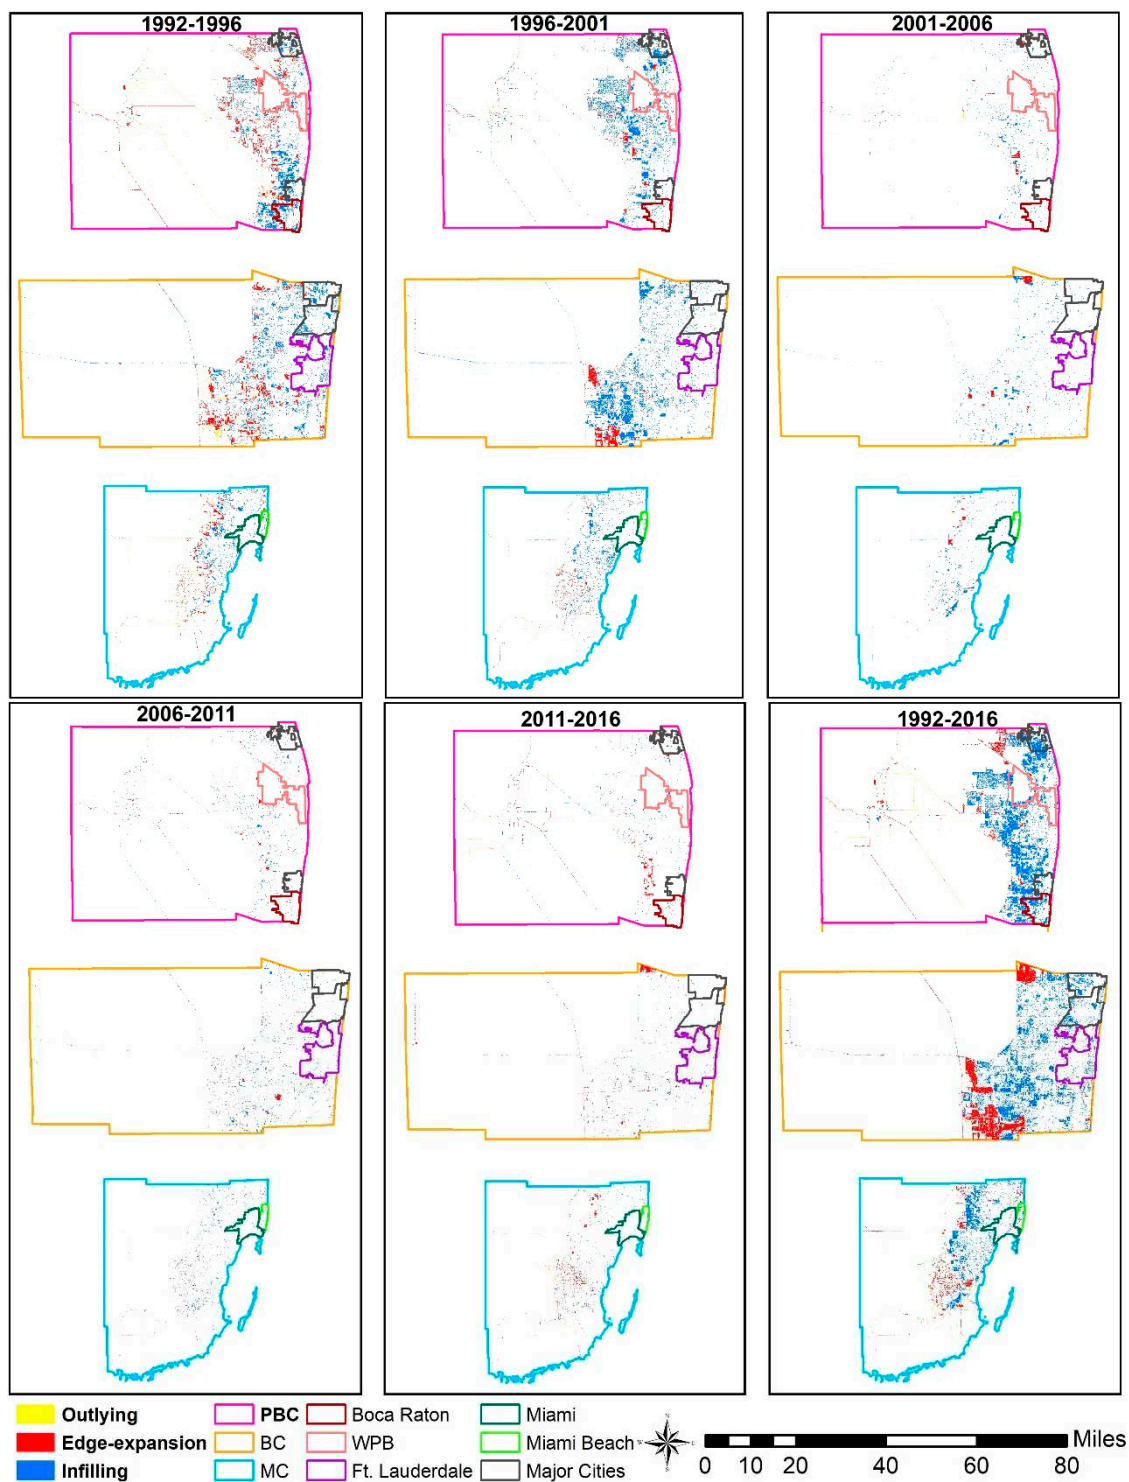 1992-1996
1996-2001
2001-2006
2006-2011
2011-2016
1992-2016
Outlying
PBC
Boca Raton
Miami
Edge-expansion
BC
WPB
Miami Beach
Infilling
MC
Ft. Lauderdale
Major Cities
Miles
0 10 20 40 60 80